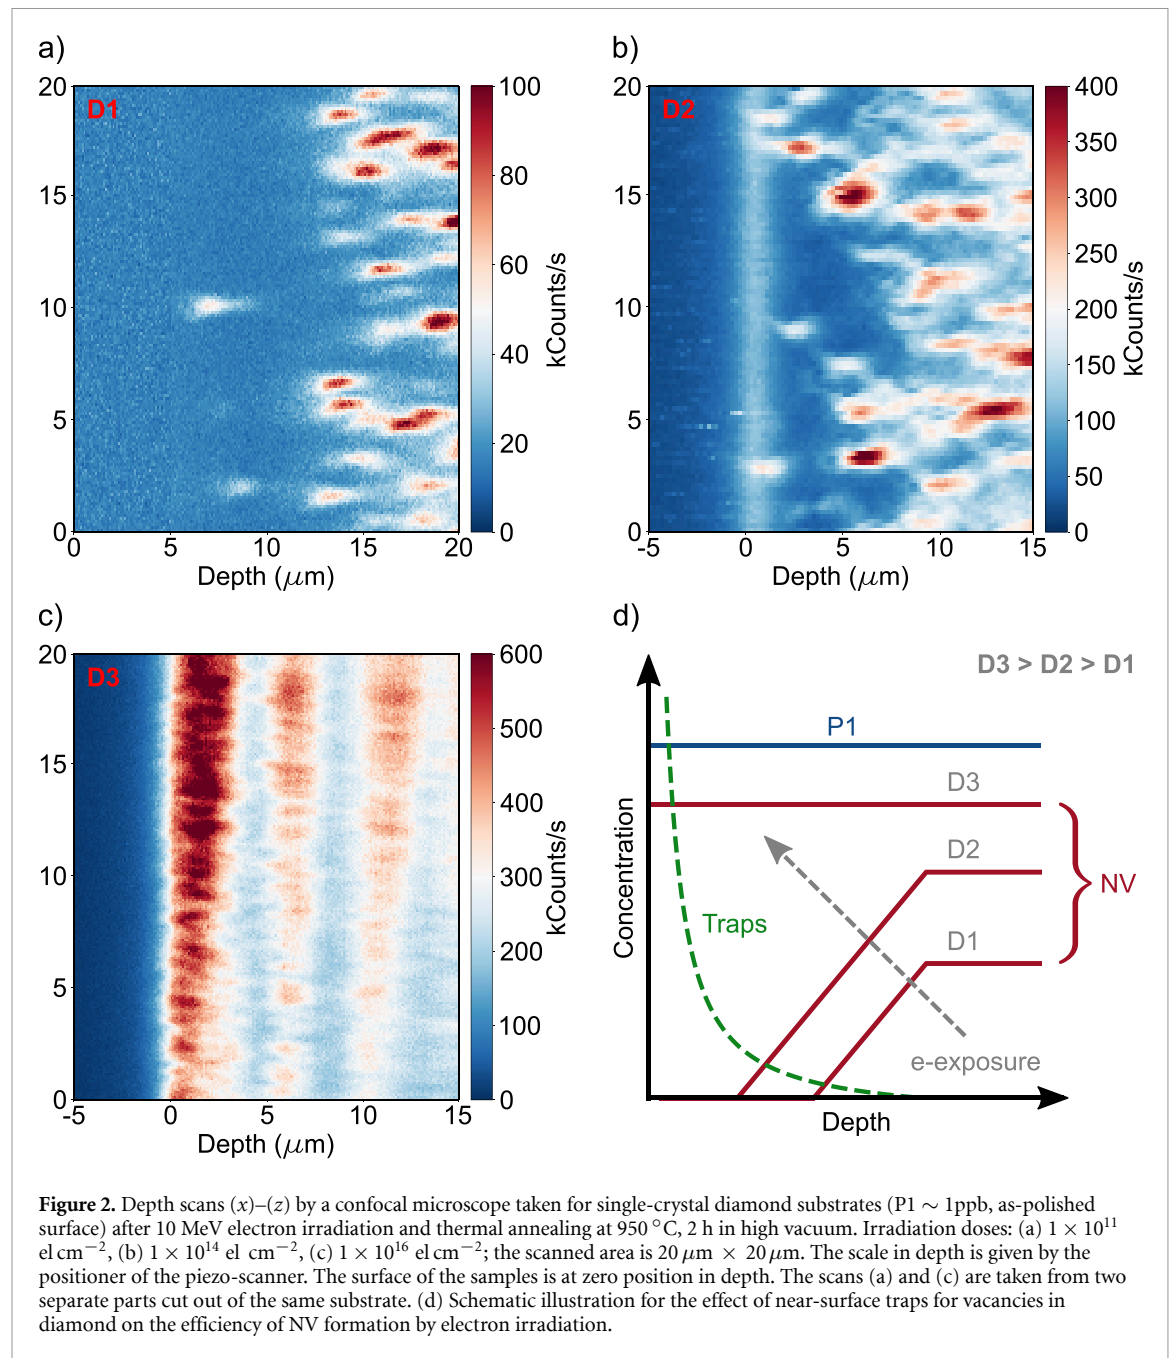 a)
D1
20
15
10
5
0
0 5 10 15 20
Depth (μm)
100
80
60
40
20
0
kCounts/s
b)
D2
20
15
10
5
0
-5 0 5 10 15
Depth (μm)
400
350
300
250
200
150
100
50
0
kCounts/s
c)
D3
20
15
10
5
0
-5 0 5 10 15
Depth (μm)
600
500
400
300
200
100
0
kCounts/s
d)
D3 > D2 > D1
P1
D3
D2
D1
NV
Traps
e-exposure
Concentration
Depth
Figure 2. Depth scans (x)–(z) by a confocal microscope taken for single-crystal diamond substrates (P1 ∼ 1ppb, as-polished
surface) after 10 MeV electron irradiation and thermal annealing at 950 °C, 2 h in high vacuum. Irradiation doses: (a) 1 × 10¹¹
el cm⁻², (b) 1 × 10¹⁴ el cm⁻², (c) 1 × 10¹⁶ el cm⁻²; the scanned area is 20 μm × 20 μm. The scale in depth is given by the
positioner of the piezo-scanner. The surface of the samples is at zero position in depth. The scans (a) and (c) are taken from two
separate parts cut out of the same substrate. (d) Schematic illustration for the effect of near-surface traps for vacancies in
diamond on the efficiency of NV formation by electron irradiation.